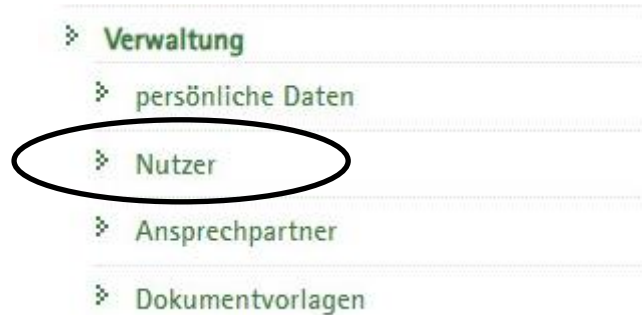 Verwaltung
persönliche Daten
Nutzer
Ansprechpartner
Dokumentvorlagen